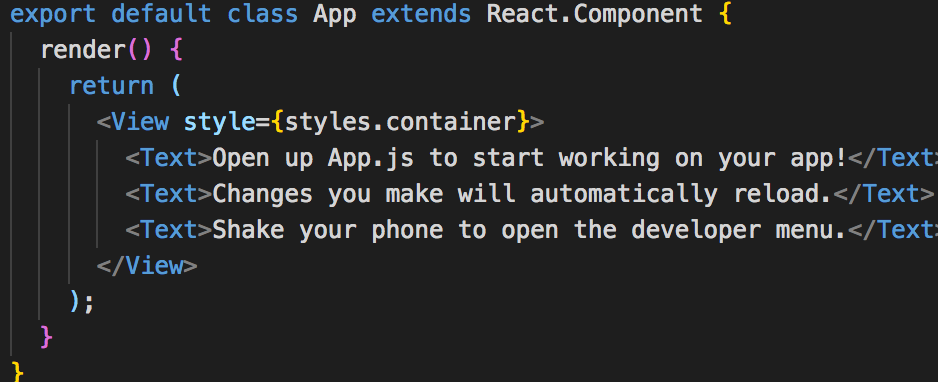 export default class App extends React.Component {
render() {
return (
<View style={styles.container}>
<Text>Open up App.js to start working on your app!</Text>
<Text>Changes you make will automatically reload.</Text>
<Text>Shake your phone to open the developer menu.</Text>
</View>
);
}
}